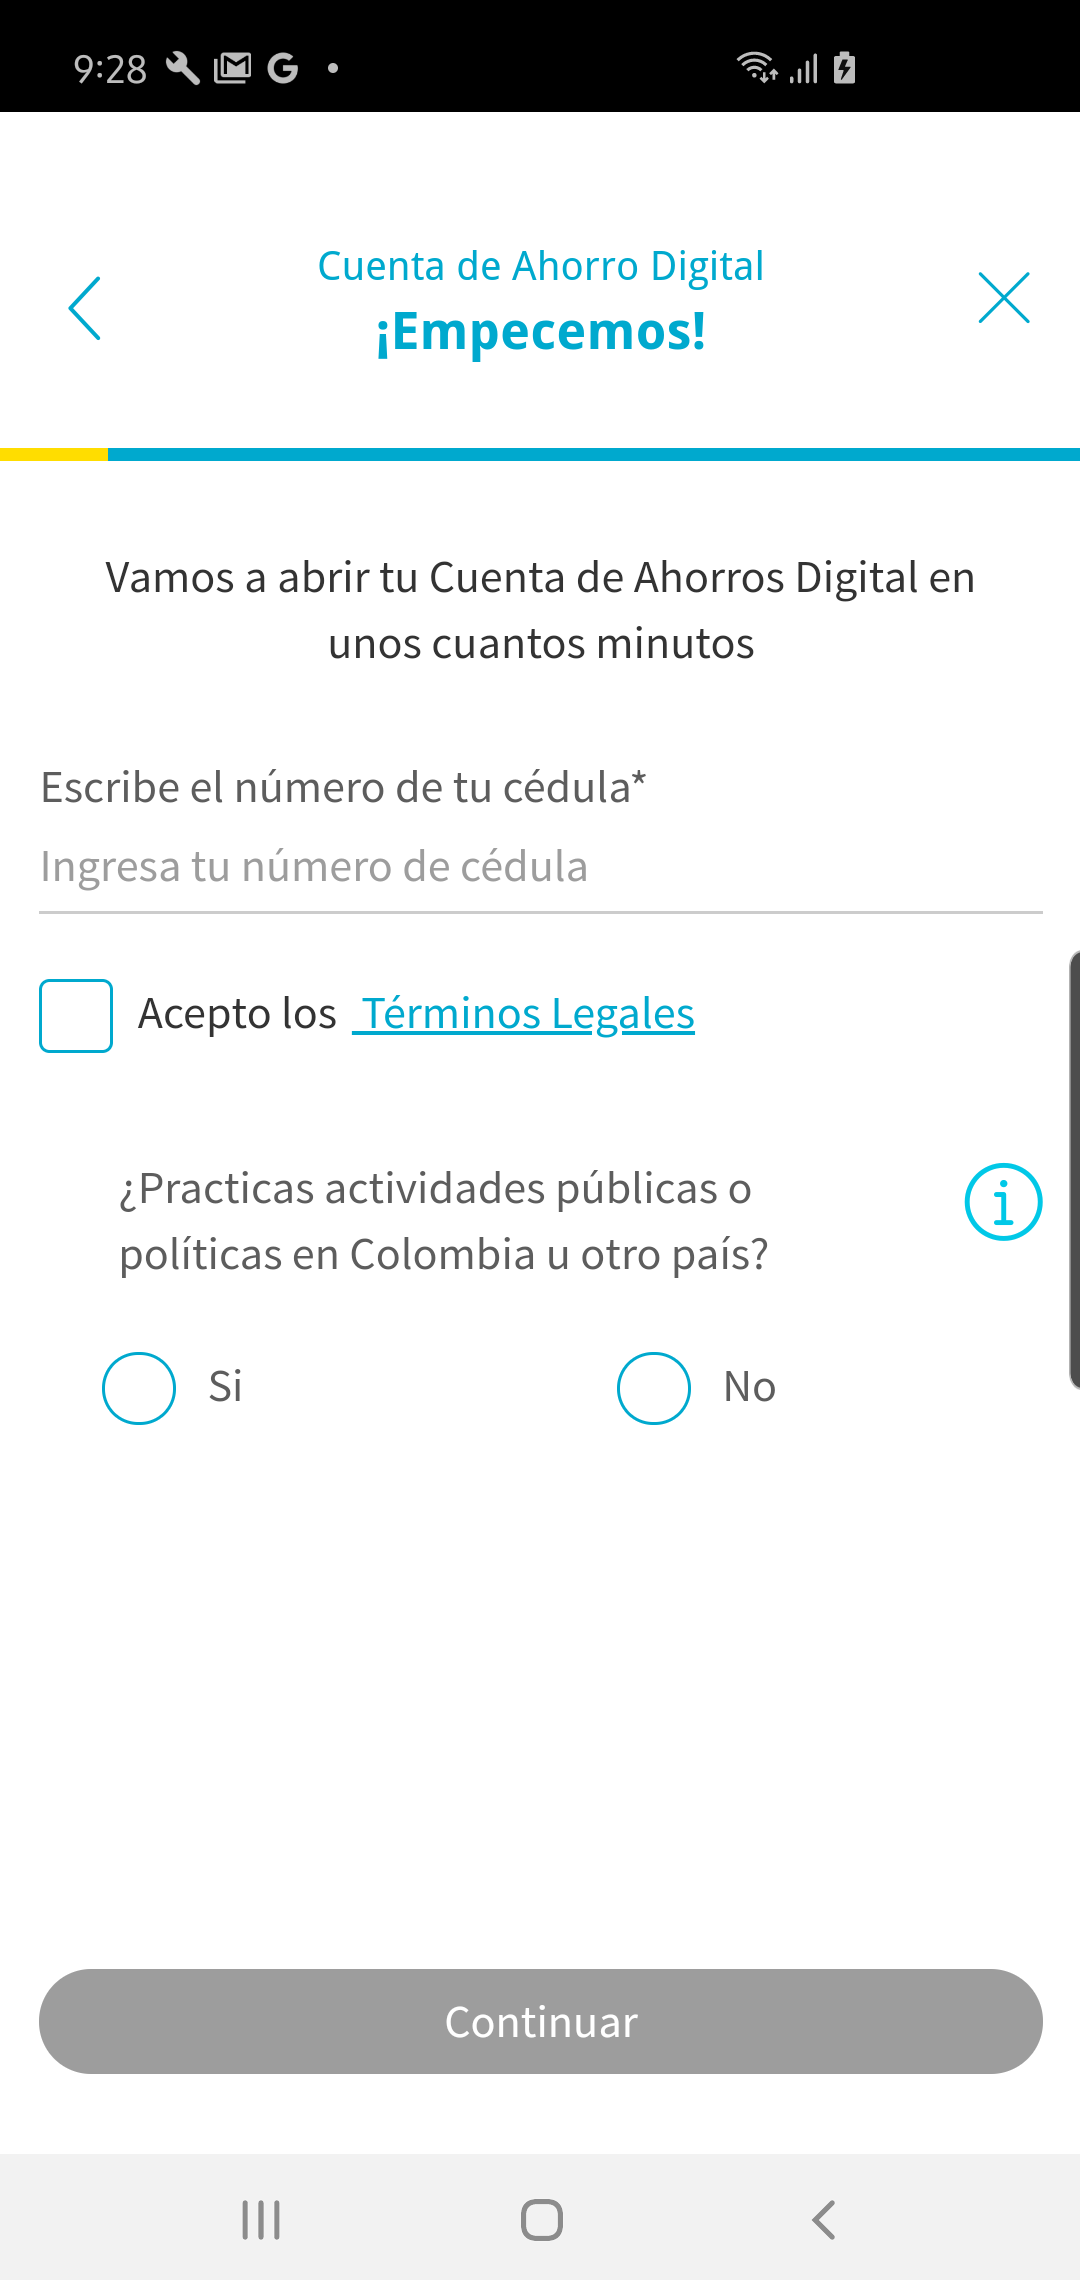 9:28
Cuenta de Ahorro Digital
¡Empecemos!
Vamos a abrir tu Cuenta de Ahorros Digital en
unos cuantos minutos
Escribe el número de tu cédula*
Ingresa tu número de cédula
Acepto los Términos Legales
¿Practicas actividades públicas o
políticas en Colombia u otro país?
Si
No
Continuar